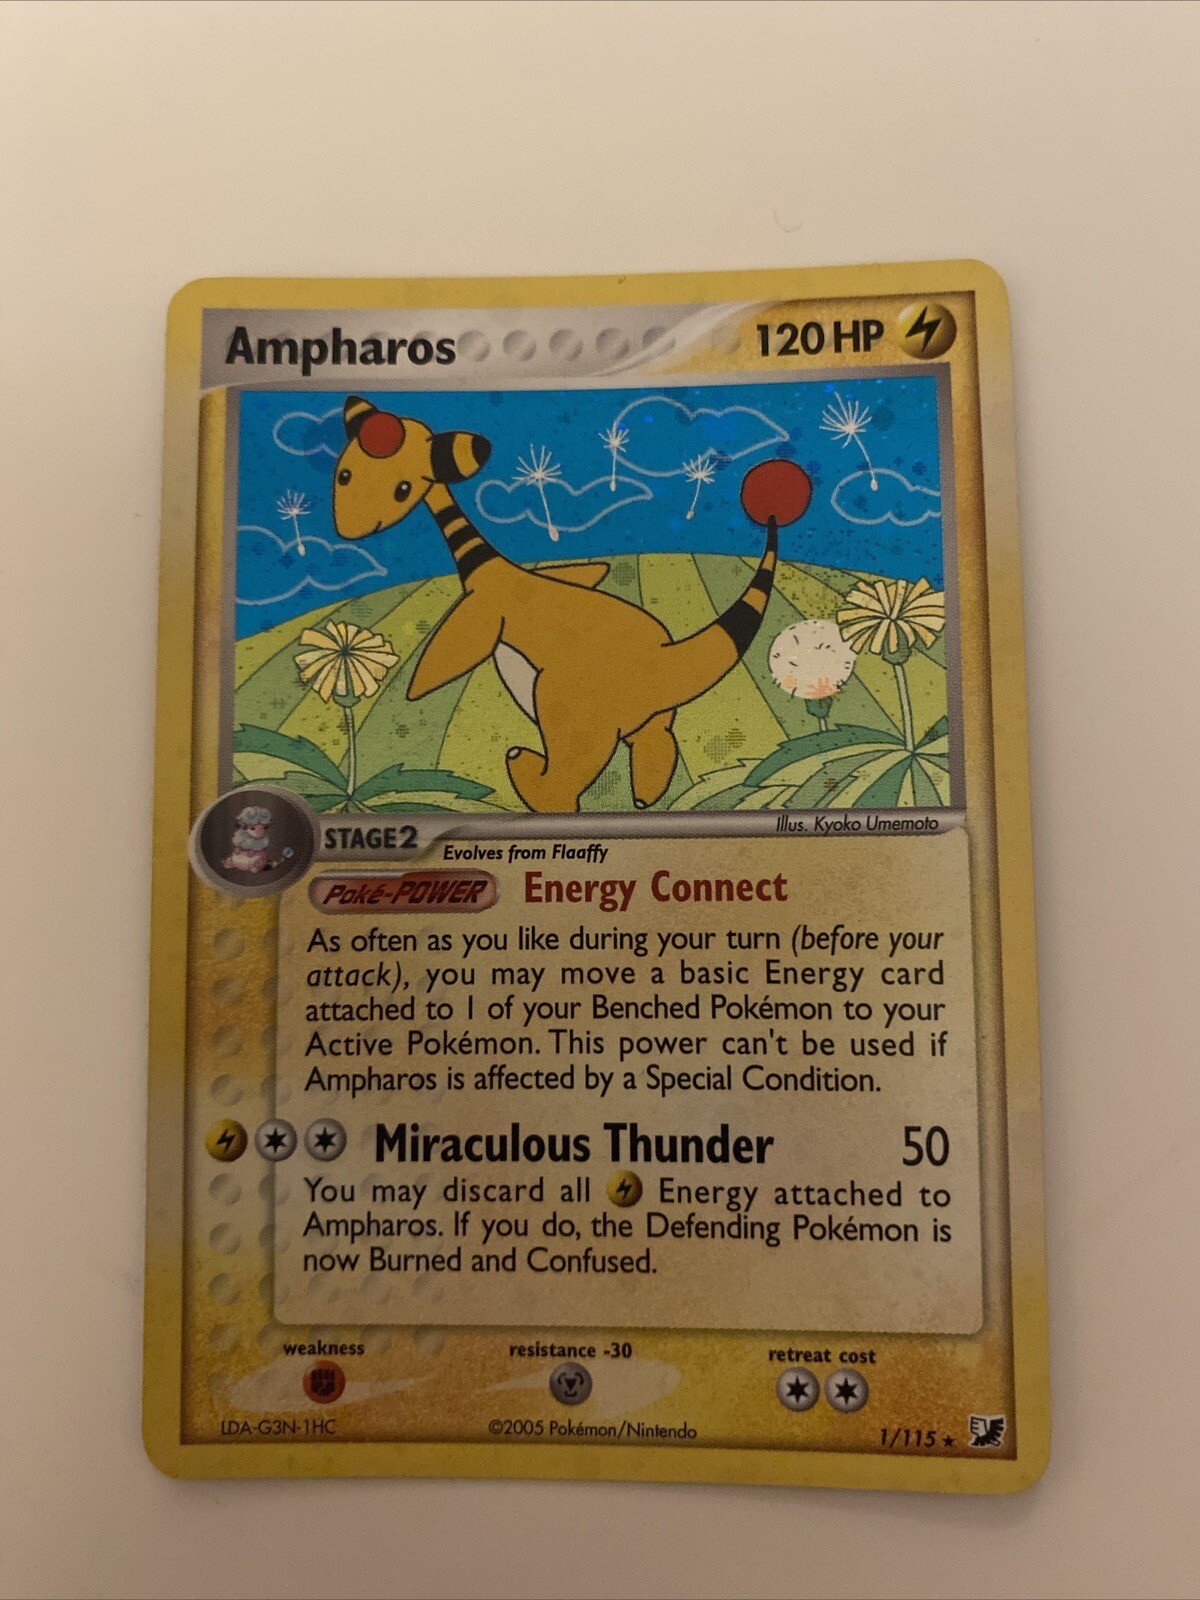 Ampharos 120 HP
Illus. Kyoko Umemoto
STAGE2
Evolves from Flaaffy
Poké-POWER Energy Connect
As often as you like during your turn (before your
attack), you may move a basic Energy card
attached to 1 of your Benched Pokémon to your
Active Pokémon. This power can't be used if
Ampharos is affected by a Special Condition.
Miraculous Thunder 50
You may discard all Energy attached to
Ampharos. If you do, the Defending Pokémon is
now Burned and Confused.
weakness resistance -30 retreat cost
LDA-G3N-1HC ©2005 Pokémon/Nintendo 1/115 ★